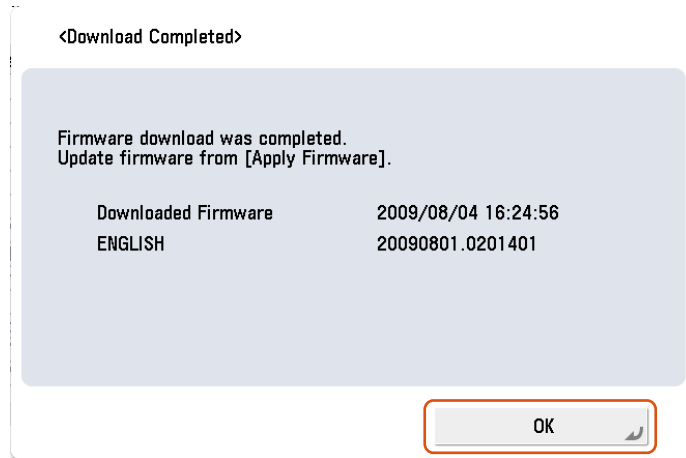 <Download Completed>
Firmware download was completed.
Update firmware from [Apply Firmware].
Downloaded Firmware 2009/08/04 16:24:56
ENGLISH 20090801.0201401
OK